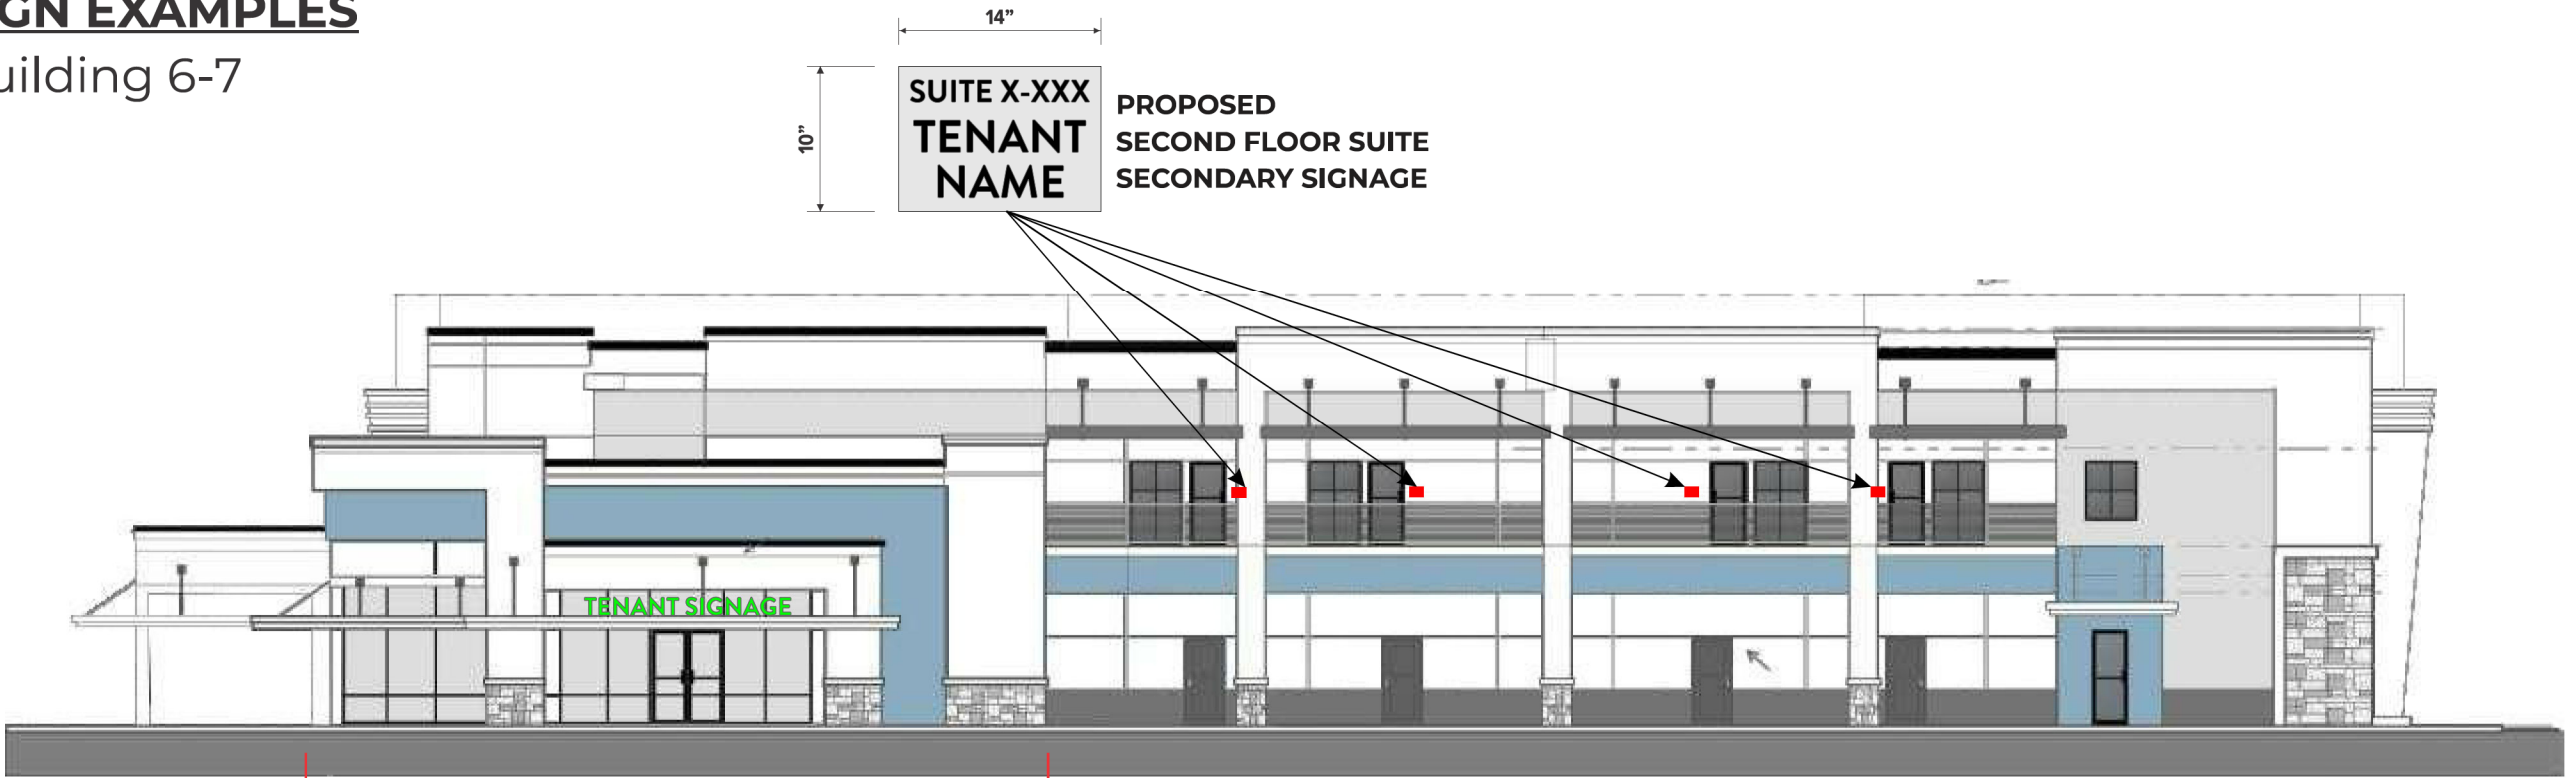 GN EXAMPLES
uilding 6-7
14"
10"
SUITE X-XXX
TENANT
NAME
PROPOSED
SECOND FLOOR SUITE
SECONDARY SIGNAGE
TENANT SIGNAGE